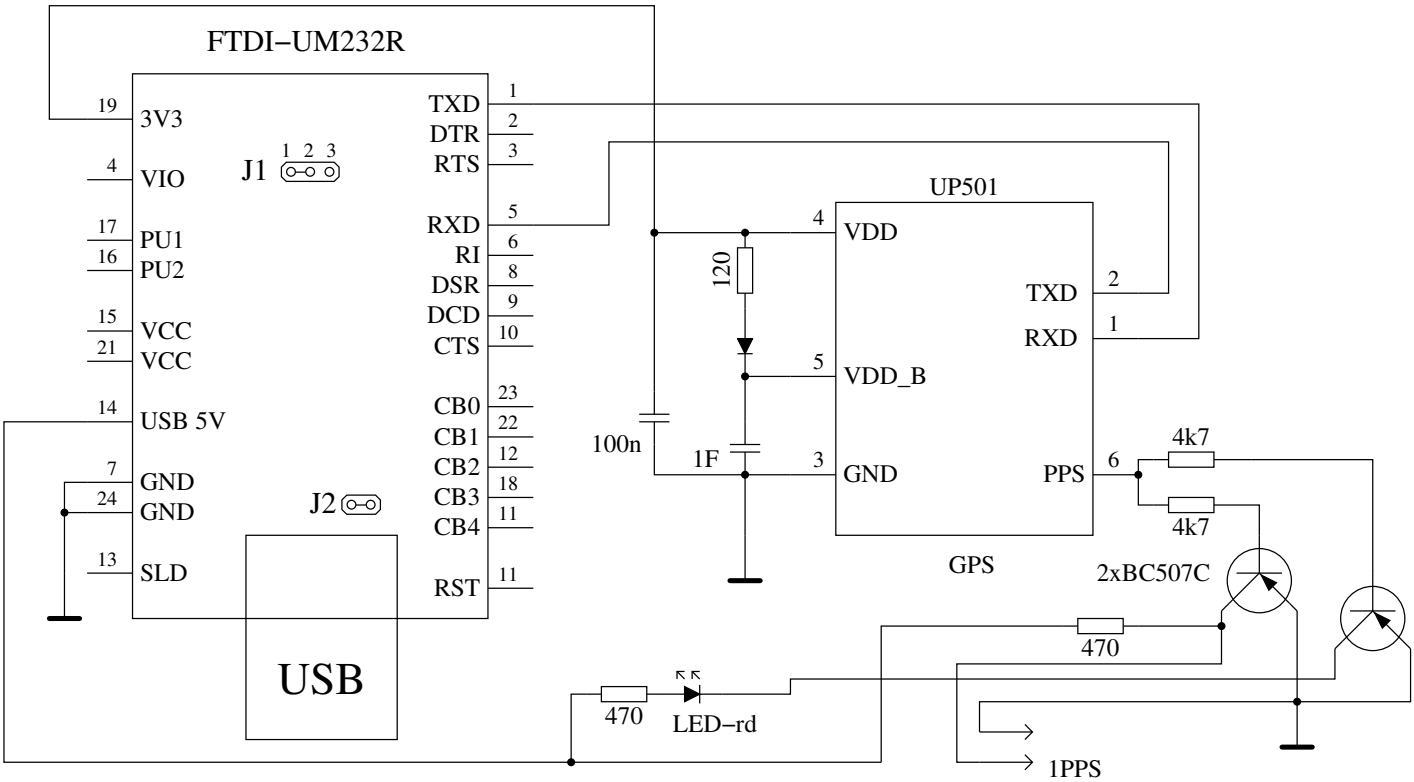 FTDI-UM232R
19 3V3
4 VIO
17 PU1
16 PU2
15 VCC
21 VCC
14 USB 5V
7 GND
24 GND
13 SLD
J1
1 2 3
J2
USB
TXD 1
DTR 2
RTS 3
RXD 5
RI 6
DSR 8
DCD 9
CTS 10
CB0 23
CB1 22
CB2 12
CB3 18
CB4 11
RST 11
100n
120
1F
UP501
4 VDD
5 VDD_B
3 GND
TXD 2
RXD 1
PPS 6
GPS
4k7
4k7
2xBC507C
470
470
LED-rd
1PPS